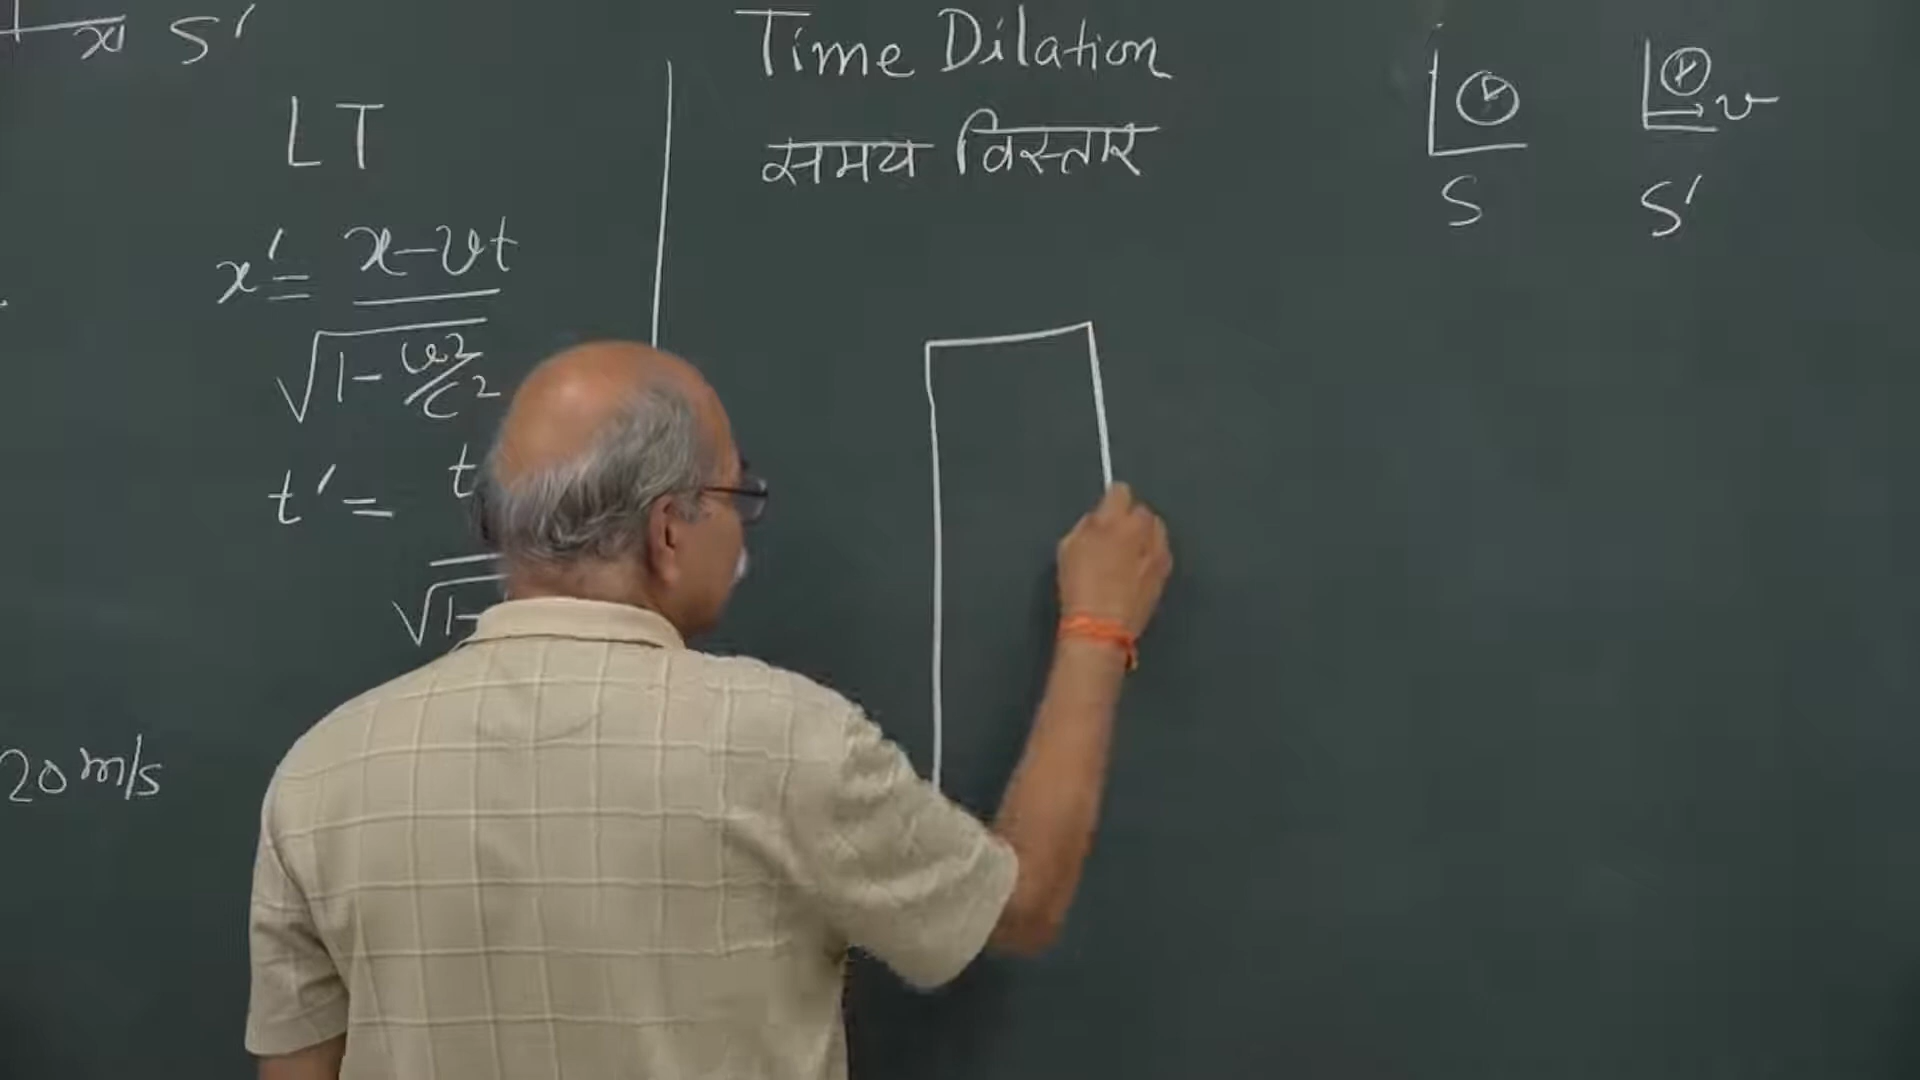 x S′
LT
x′ = x-vt
√1-v2/c2
t′ = t
√1-
20 m/s
Time Dilation
समय विस्तार
v
S S′